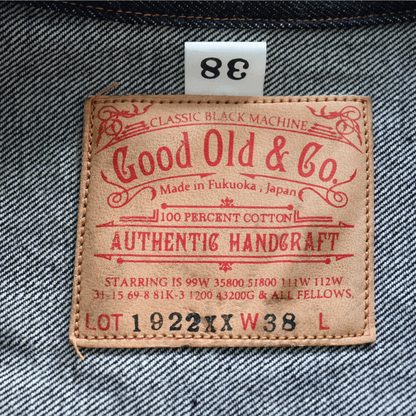 38
CLASSIC BLACK MACHINE
Good Old & Co.
Made in Fukuoka, Japan
100 PERCENT COTTON
AUTHENTIC HANDCRAFT
STARRING IS 99W 35800 51800 111W 112W
31-15 69-8 81K-3 1200 43200G & ALL FELLOWS.
LOT 1922XX W 38 L